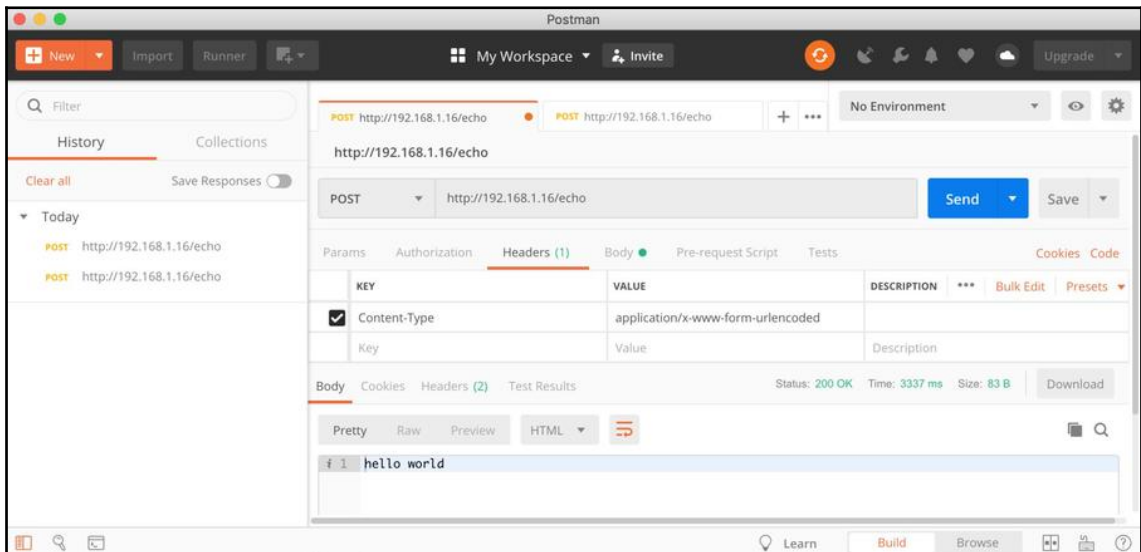 Postman
New Import Runner My Workspace Invite Upgrade
Filter
History Collections
Clear all Save Responses
Today
POST http://192.168.1.16/echo
POST http://192.168.1.16/echo
POST http://192.168.1.16/echo POST http://192.168.1.16/echo + ••• No Environment
http://192.168.1.16/echo
POST http://192.168.1.16/echo Send Save
Params Authorization Headers (1) Body Pre-request Script Tests Cookies Code
KEY VALUE DESCRIPTION ••• Bulk Edit Presets
Content-Type application/x-www-form-urlencoded
Key Value Description
Body Cookies Headers (2) Test Results Status: 200 OK Time: 3337 ms Size: 83 B Download
Pretty Raw Preview HTML
i 1 hello world
Learn Build Browse ?